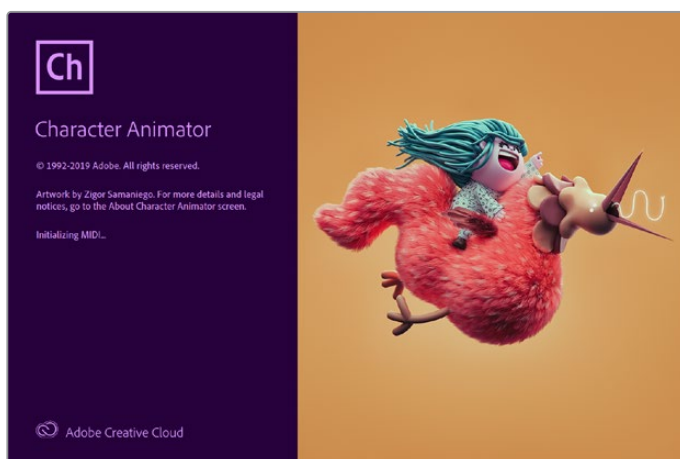 Ch
Character Animator
© 1992-2019 Adobe. All rights reserved.
Artwork by Zigor Samaniego. For more details and legal
notices, go to the About Character Animator screen.
Initializing MIDI...
Adobe Creative Cloud